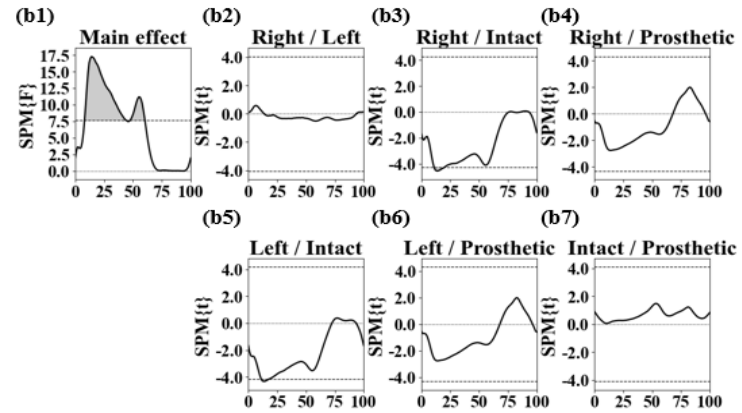 (b1) (b2) (b3) (b4)
Main effect Right / Left Right / Intact Right / Prosthetic
SPM{F} SPM{t} SPM{t} SPM{t}
17.5
15.0
12.5
10.0
7.5
5.0
2.5
0.0
0 25 50 75 100
4.0
2.0
0.0
-2.0
-4.0
0 25 50 75 100
4.0
2.0
0.0
-2.0
-4.0
0 25 50 75 100
4.0
2.0
0.0
-2.0
-4.0
0 25 50 75 100
(b5) (b6) (b7)
Left / Intact Left / Prosthetic Intact / Prosthetic
SPM{t} SPM{t} SPM{t}
4.0
2.0
0.0
-2.0
-4.0
0 25 50 75 100
4.0
2.0
0.0
-2.0
-4.0
0 25 50 75 100
4.0
2.0
0.0
-2.0
-4.0
0 25 50 75 100